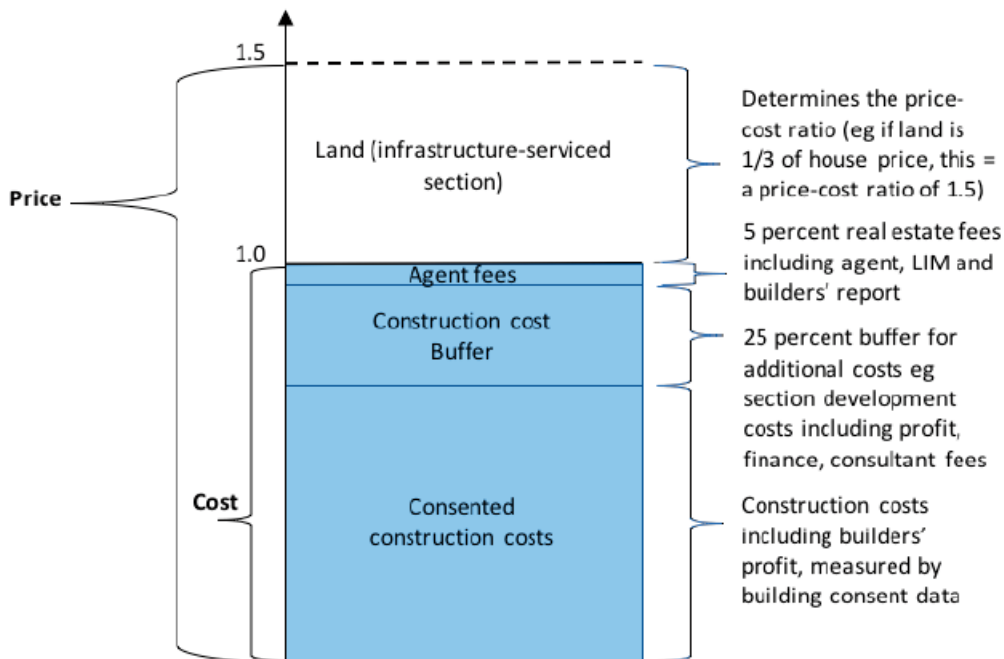 1.5
Price
Land (infrastructure-serviced
section)
Determines the price-
cost ratio (eg if land is
1/3 of house price, this =
a price-cost ratio of 1.5)
1.0
Agent fees
5 percent real estate fees
including agent, LIM and
builders' report
Construction cost
Buffer
25 percent buffer for
additional costs eg
section development
costs including profit,
finance, consultant fees
Cost
Consented
construction costs
Construction costs
including builders'
profit, measured by
building consent data